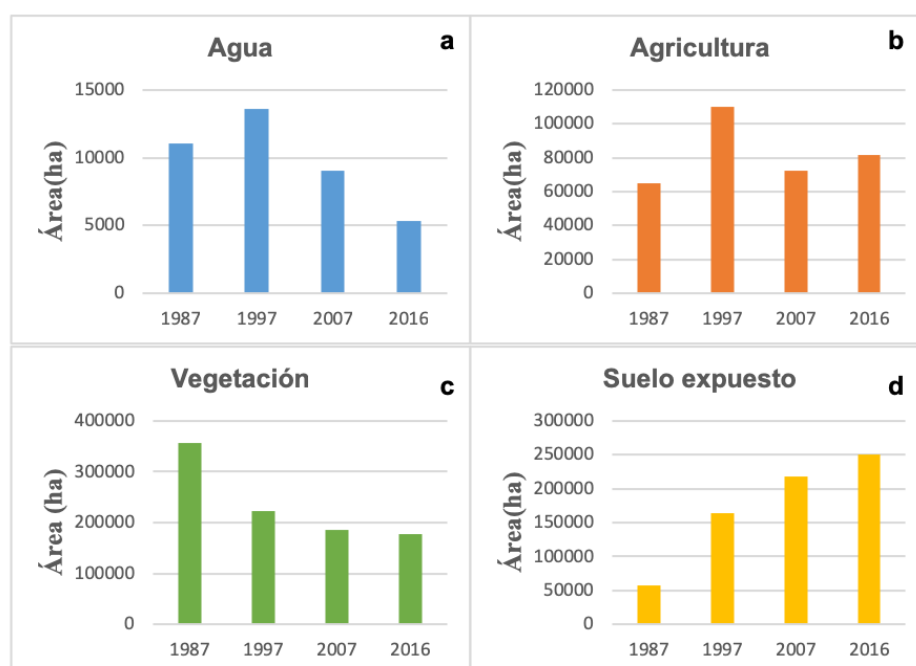 Agua
a
Área(ha)
15000
10000
5000
0
1987 1997 2007 2016
Agricultura
b
Área(ha)
120000
100000
80000
60000
40000
20000
0
1987 1997 2007 2016
Vegetación
c
Área (ha)
400000
300000
200000
100000
0
1987 1997 2007 2016
Suelo expuesto
d
Área(ha)
300000
250000
200000
150000
100000
50000
0
1987 1997 2007 2016